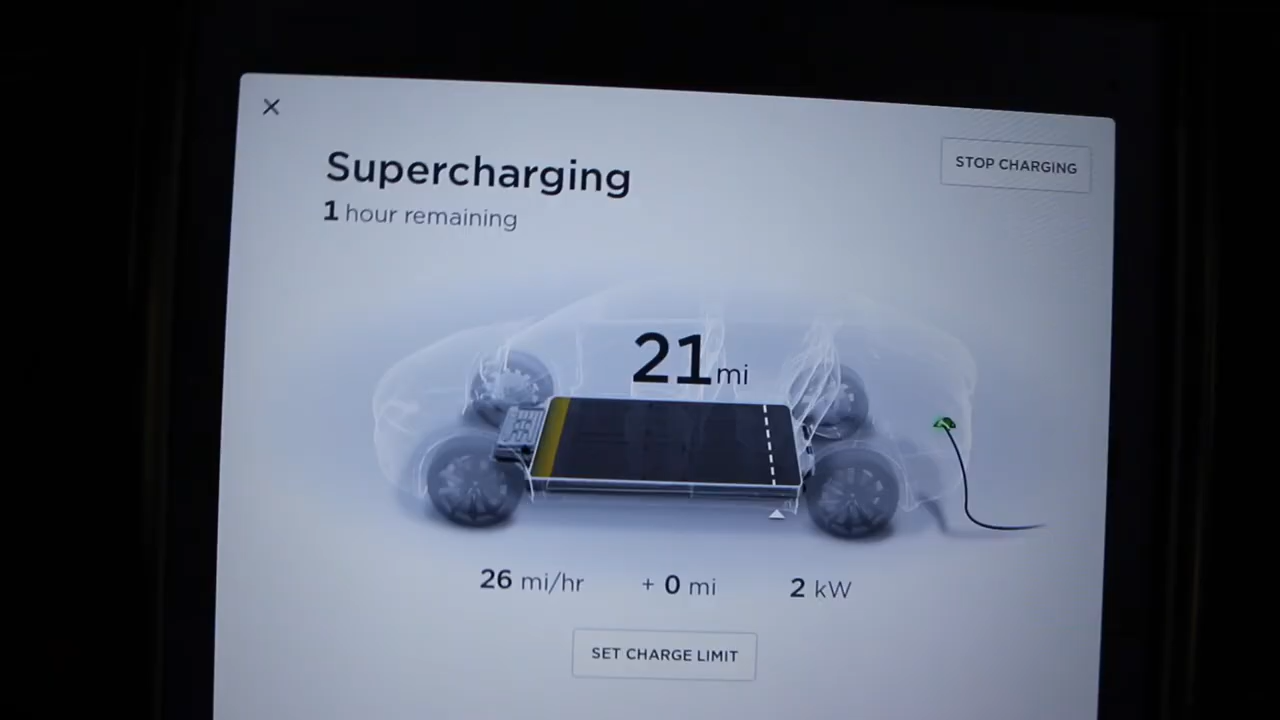 ×
Supercharging
STOP CHARGING
1 hour remaining
21 mi
26 mi/hr + 0 mi 2 kW
SET CHARGE LIMIT